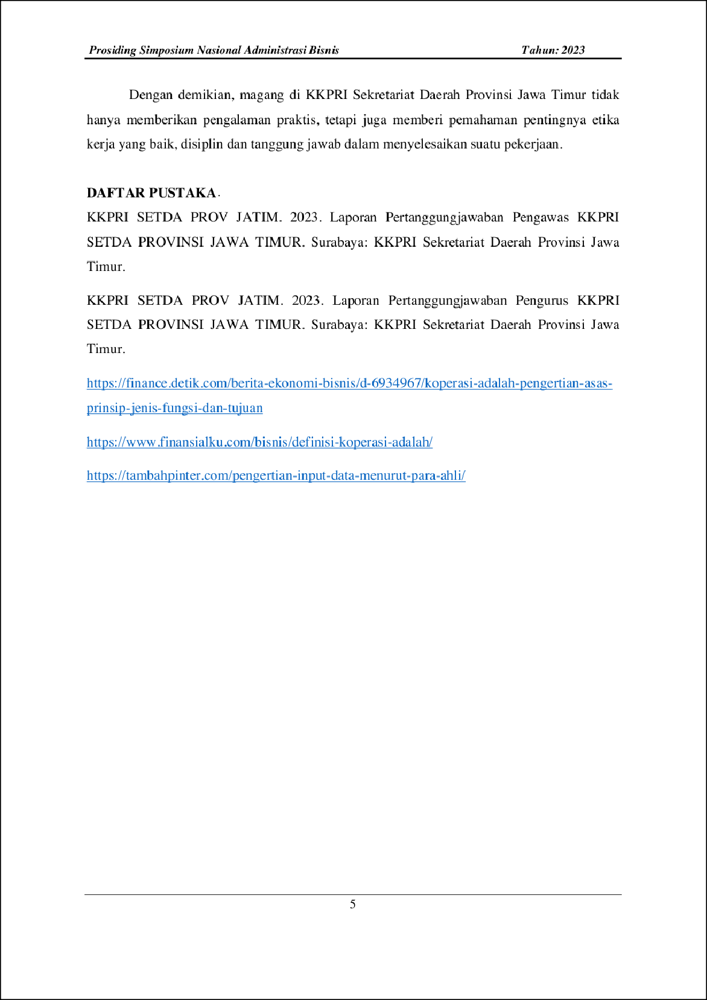 Prosiding Simposium Nasional Administrasi Bisnis Tahun: 2023
Dengan demikian, magang di KKPRI Sekretariat Daerah Provinsi Jawa Timur tidak
hanya memberikan pengalaman praktis, tetapi juga memberi pemahaman pentingnya etika
kerja yang baik, disiplin dan tanggung jawab dalam menyelesaikan suatu pekerjaan.
DAFTAR PUSTAKA.
KKPRI SETDA PROV JATIM. 2023. Laporan Pertanggungjawaban Pengawas KKPRI
SETDA PROVINSI JAWA TIMUR. Surabaya: KKPRI Sekretariat Daerah Provinsi Jawa
Timur.
KKPRI SETDA PROV JATIM. 2023. Laporan Pertanggungjawaban Pengurus KKPRI
SETDA PROVINSI JAWA TIMUR. Surabaya: KKPRI Sekretariat Daerah Provinsi Jawa
Timur.
https://finance.detik.com/berita-ekonomi-bisnis/d-6934967/koperasi-adalah-pengertian-asas-
prinsip-jenis-fungsi-dan-tujuan
https://www.finansialku.com/bisnis/definisi-koperasi-adalah/
https://tambahpinter.com/pengertian-input-data-menurut-para-ahli/
5